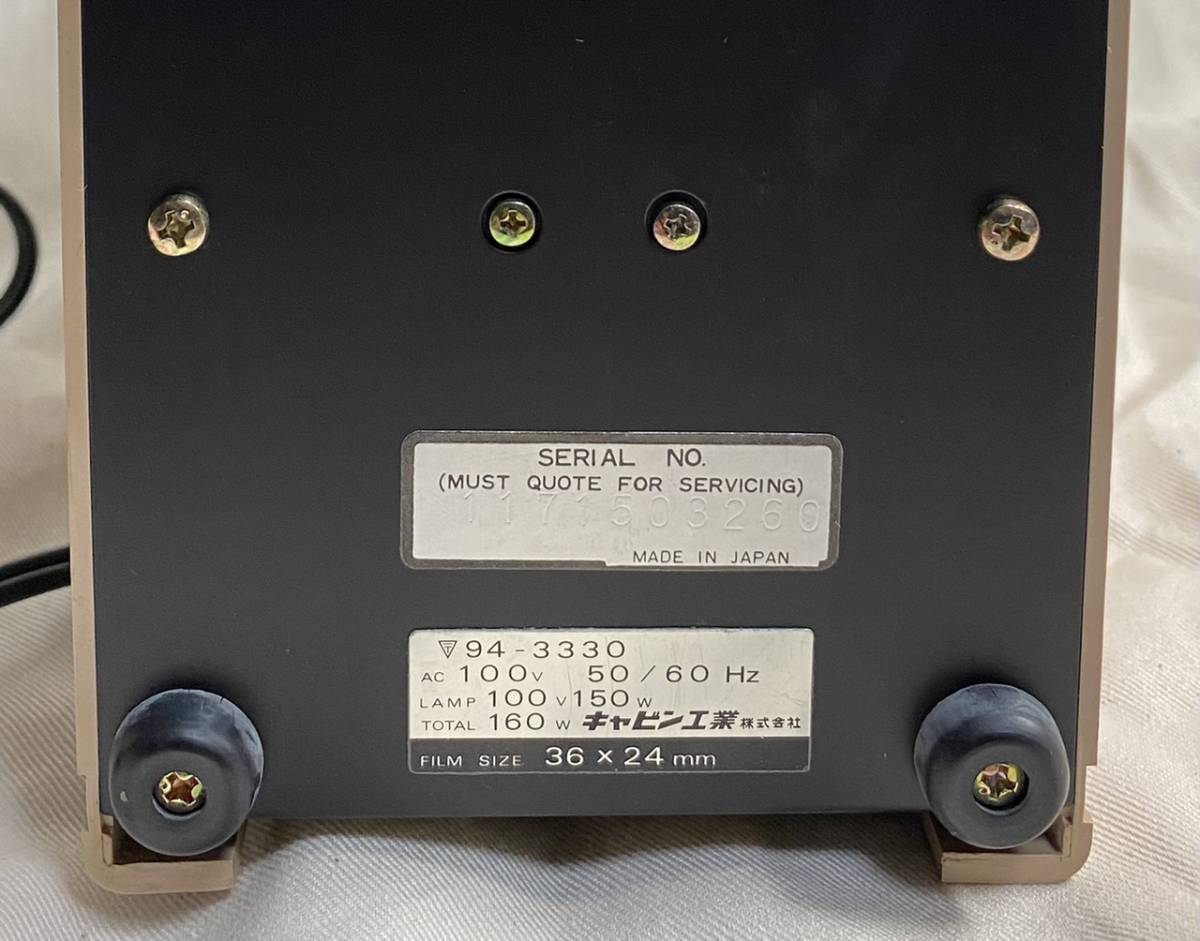 SERIAL NO.
(MUST QUOTE FOR SERVICING)
1171503260
MADE IN JAPAN
94-3330
AC 100V 50/60 Hz
LAMP 100V 150W
TOTAL 160W キャビン工業株式会社
FILM SIZE 36×24mm